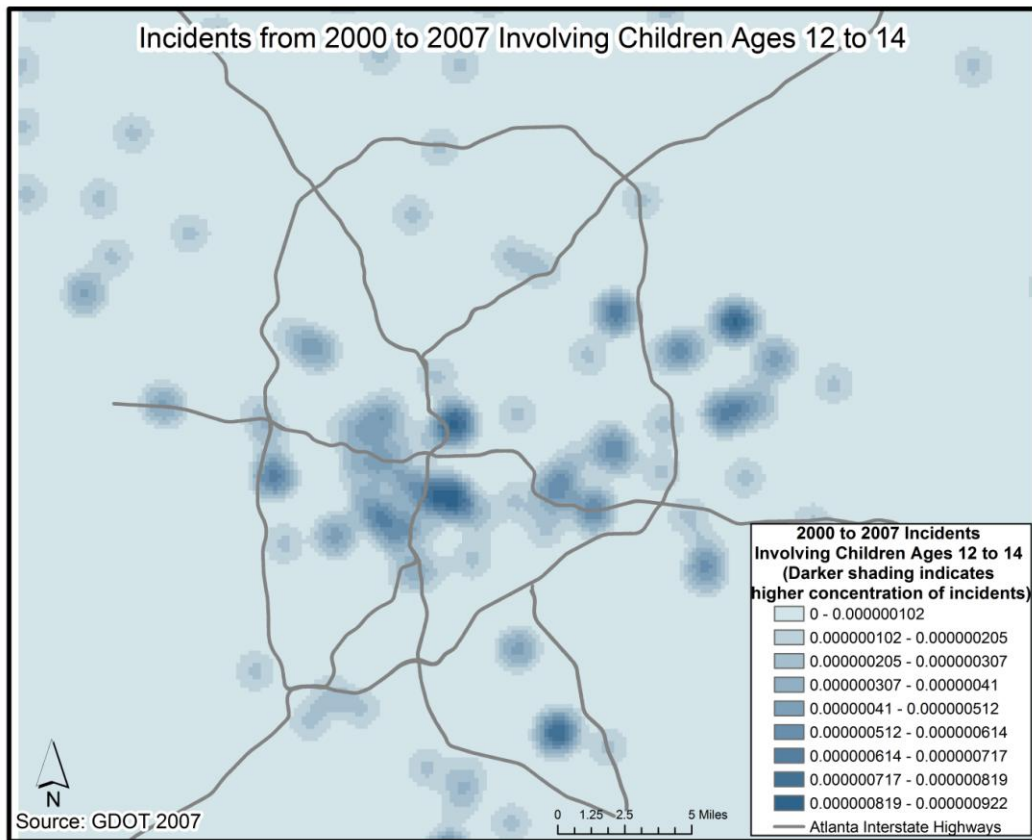 Incidents from 2000 to 2007 Involving Children Ages 12 to 14
2000 to 2007 Incidents
Involving Children Ages 12 to 14
(Darker shading indicates
higher concentration of incidents)
0 - 0.000000102
0.000000102 - 0.000000205
0.000000205 - 0.000000307
0.000000307 - 0.00000041
0.00000041 - 0.000000512
0.000000512 - 0.000000614
0.000000614 - 0.000000717
0.000000717 - 0.000000819
0.000000819 - 0.000000922
Atlanta Interstate Highways
N
Source: GDOT 2007
0 1.25 2.5 5 Miles